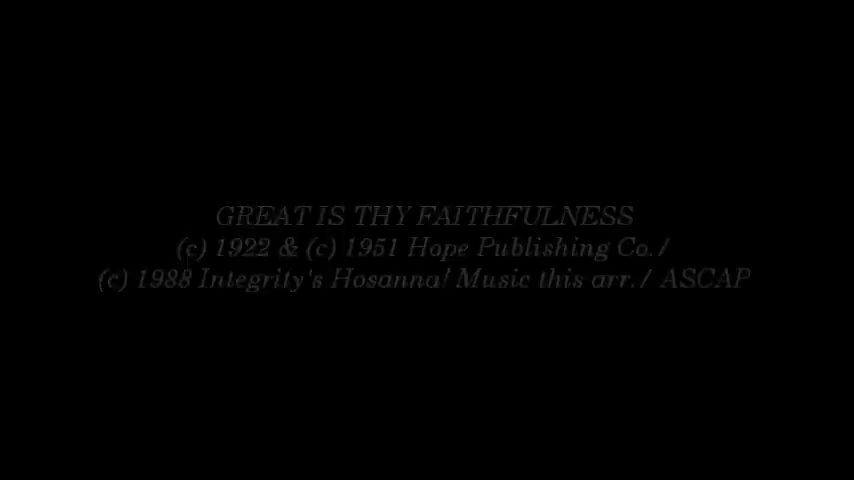 GREAT IS THY FAITHFULNESS
(c) 1922 & (c) 1951 Hope Publishing Co./
(c) 1988 Integrity's Hosanna! Music this arr./ ASCAP